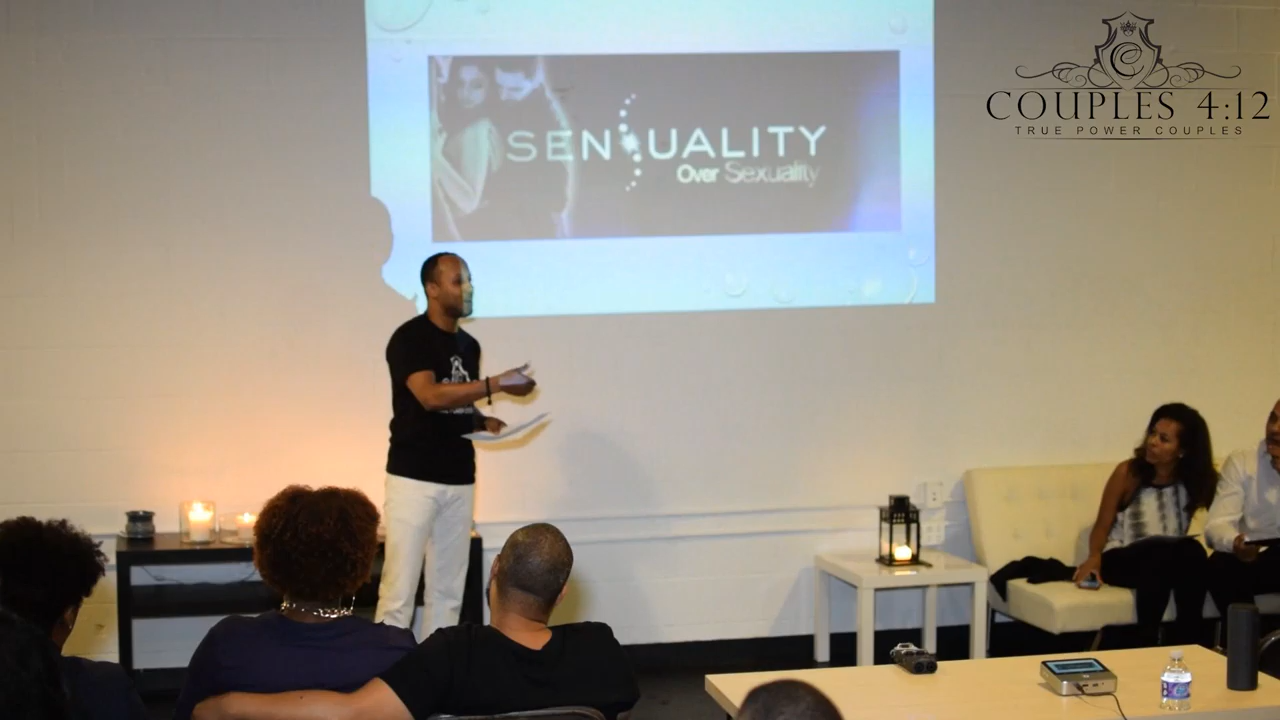 SENSUALITY
Over Sexuality
C
COUPLES 4:12
TRUE POWER COUPLES